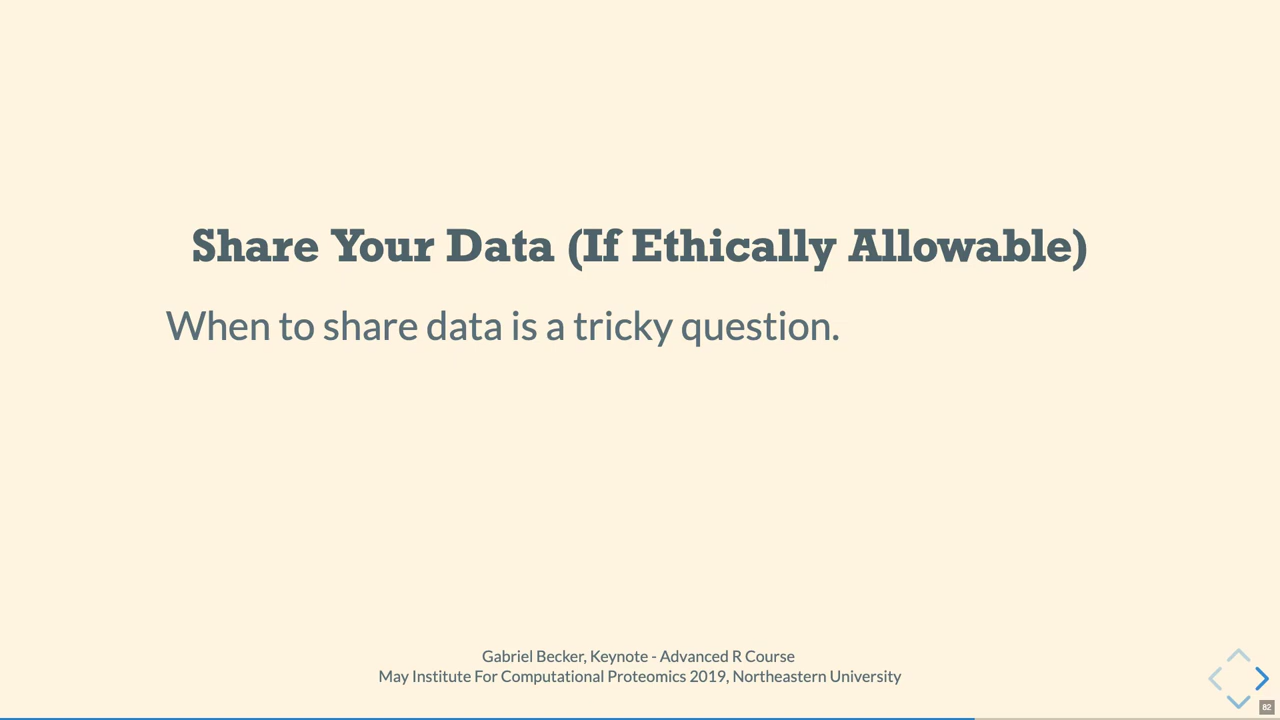 Share Your Data (If Ethically Allowable)
When to share data is a tricky question.
Gabriel Becker, Keynote - Advanced R Course
May Institute For Computational Proteomics 2019, Northeastern University
82